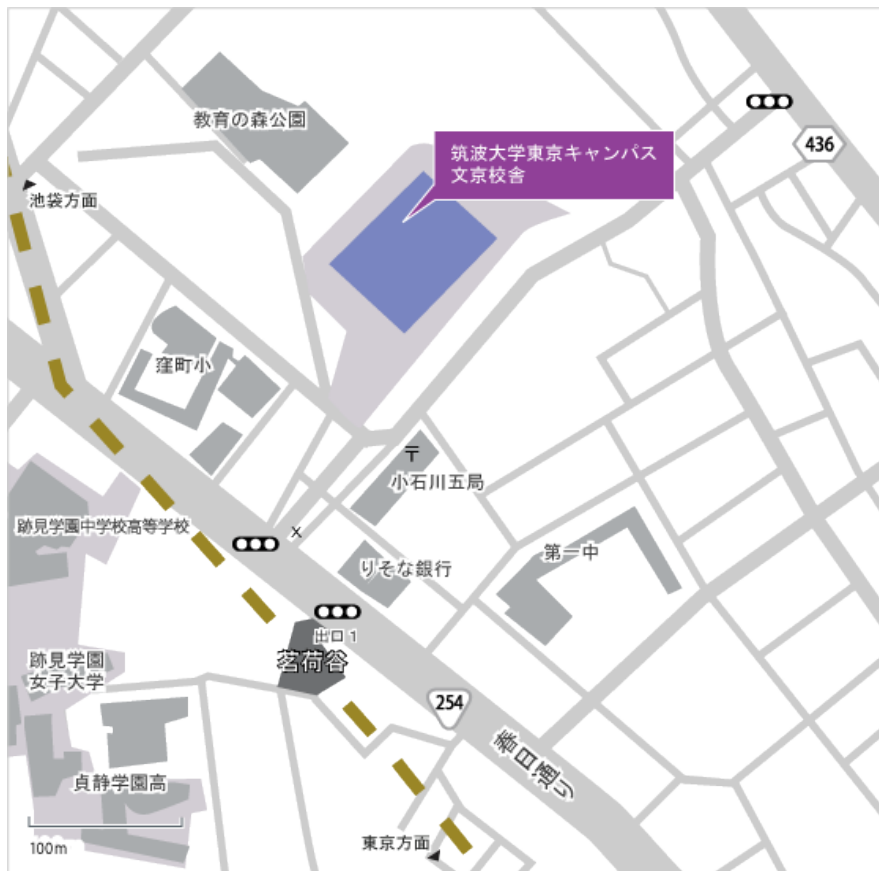 教育の森公園
筑波大学東京キャンパス
文京校舎
436
池袋方面
窪町小
〒
小石川五局
跡見学園中学校高等学校
X
りそな銀行
第一中
出口1
茗荷谷
跡見学園
女子大学
254
春日通り
貞静学園高
100m
東京方面